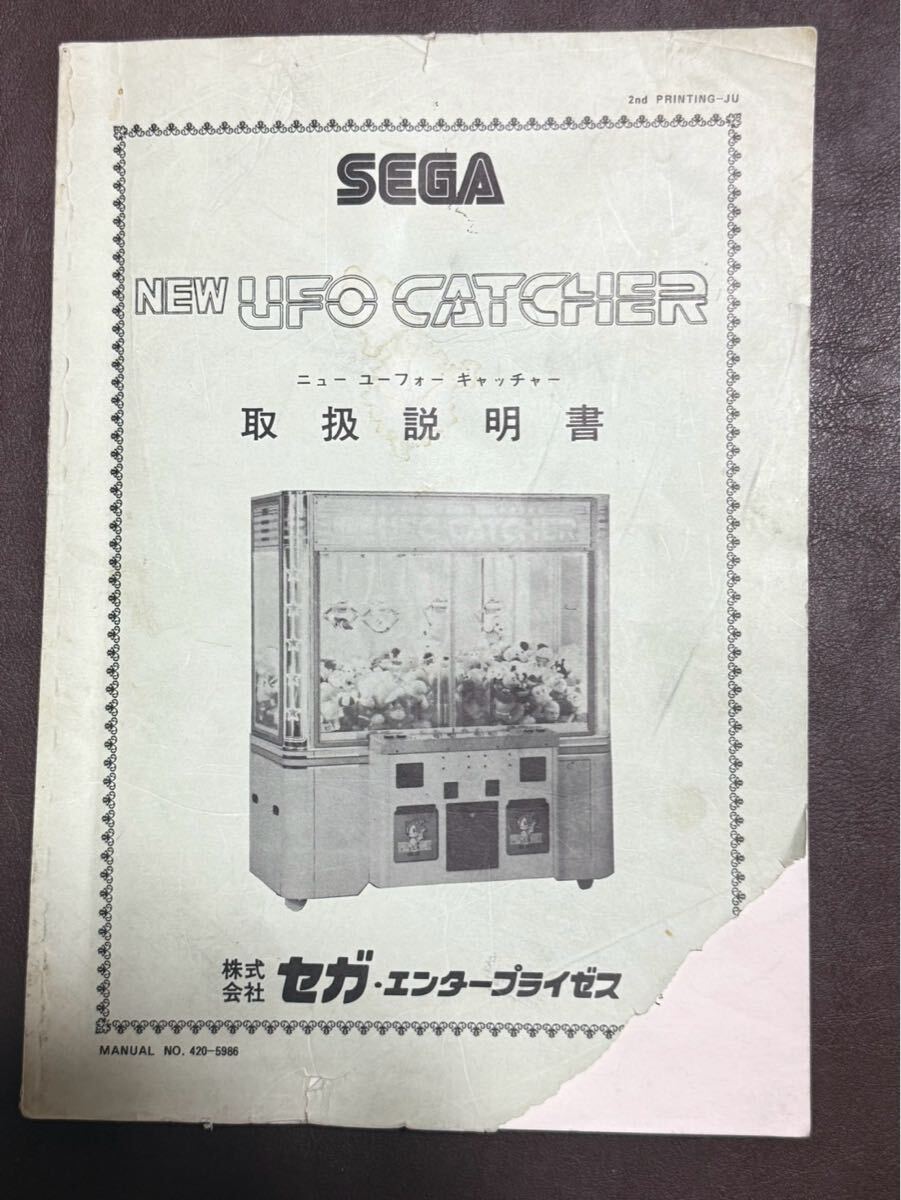 2nd PRINTING-JU
SEGA
NEW UFO CATCHER
ニュー ユーフォー キャッチャー
取扱説明書
株式会社 セガ・エンタープライゼス
MANUAL NO. 420-5986